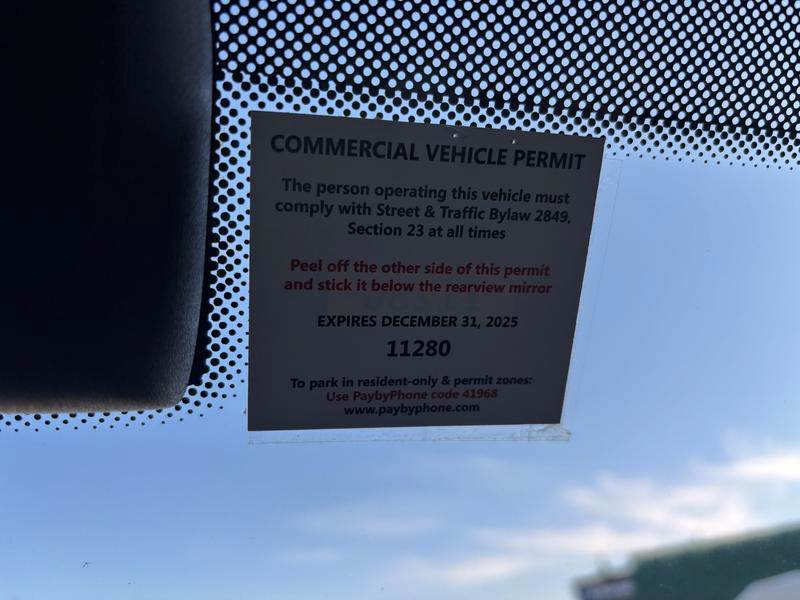 COMMERCIAL VEHICLE PERMIT
The person operating this vehicle must
comply with Street & Traffic Bylaw 2849,
Section 23 at all times
Peel off the other side of this permit
and stick it below the rearview mirror
EXPIRES DECEMBER 31, 2025
11280
To park in resident-only & permit zones:
Use PaybyPhone code 41968
www.paybyphone.com